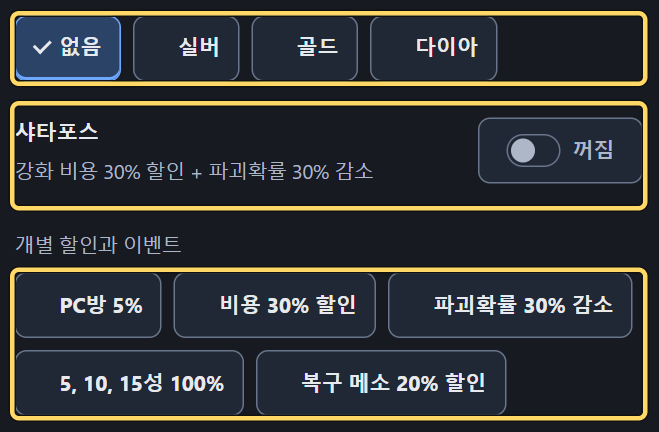 없음 실버 골드 다이아
샤타포스
강화 비용 30% 할인 + 파괴확률 30% 감소
꺼짐
개별 할인과 이벤트
PC방 5% 비용 30% 할인 파괴확률 30% 감소
5, 10, 15성 100% 복구 메소 20% 할인